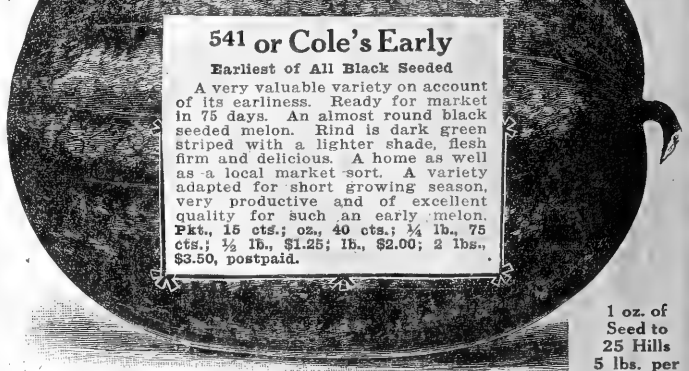 541 or Cole's Early
Earliest of All Black Seeded
A very valuable variety on account
of its earliness. Ready for market
in 75 days. An almost round black
seeded melon. Rind is dark green
striped with a lighter shade, flesh
firm and delicious. A home as well
as a local market sort. A variety
adapted for short growing season,
very productive and of excellent
quality for such an early melon.
Pkt., 15 cts.; oz., 40 cts.; ¼ lb., 75
cts.; ½ lb., $1.25; lb., $2.00; 2 lbs.,
$3.50, postpaid.
1 oz. of
Seed to
25 Hills
5 lbs. per